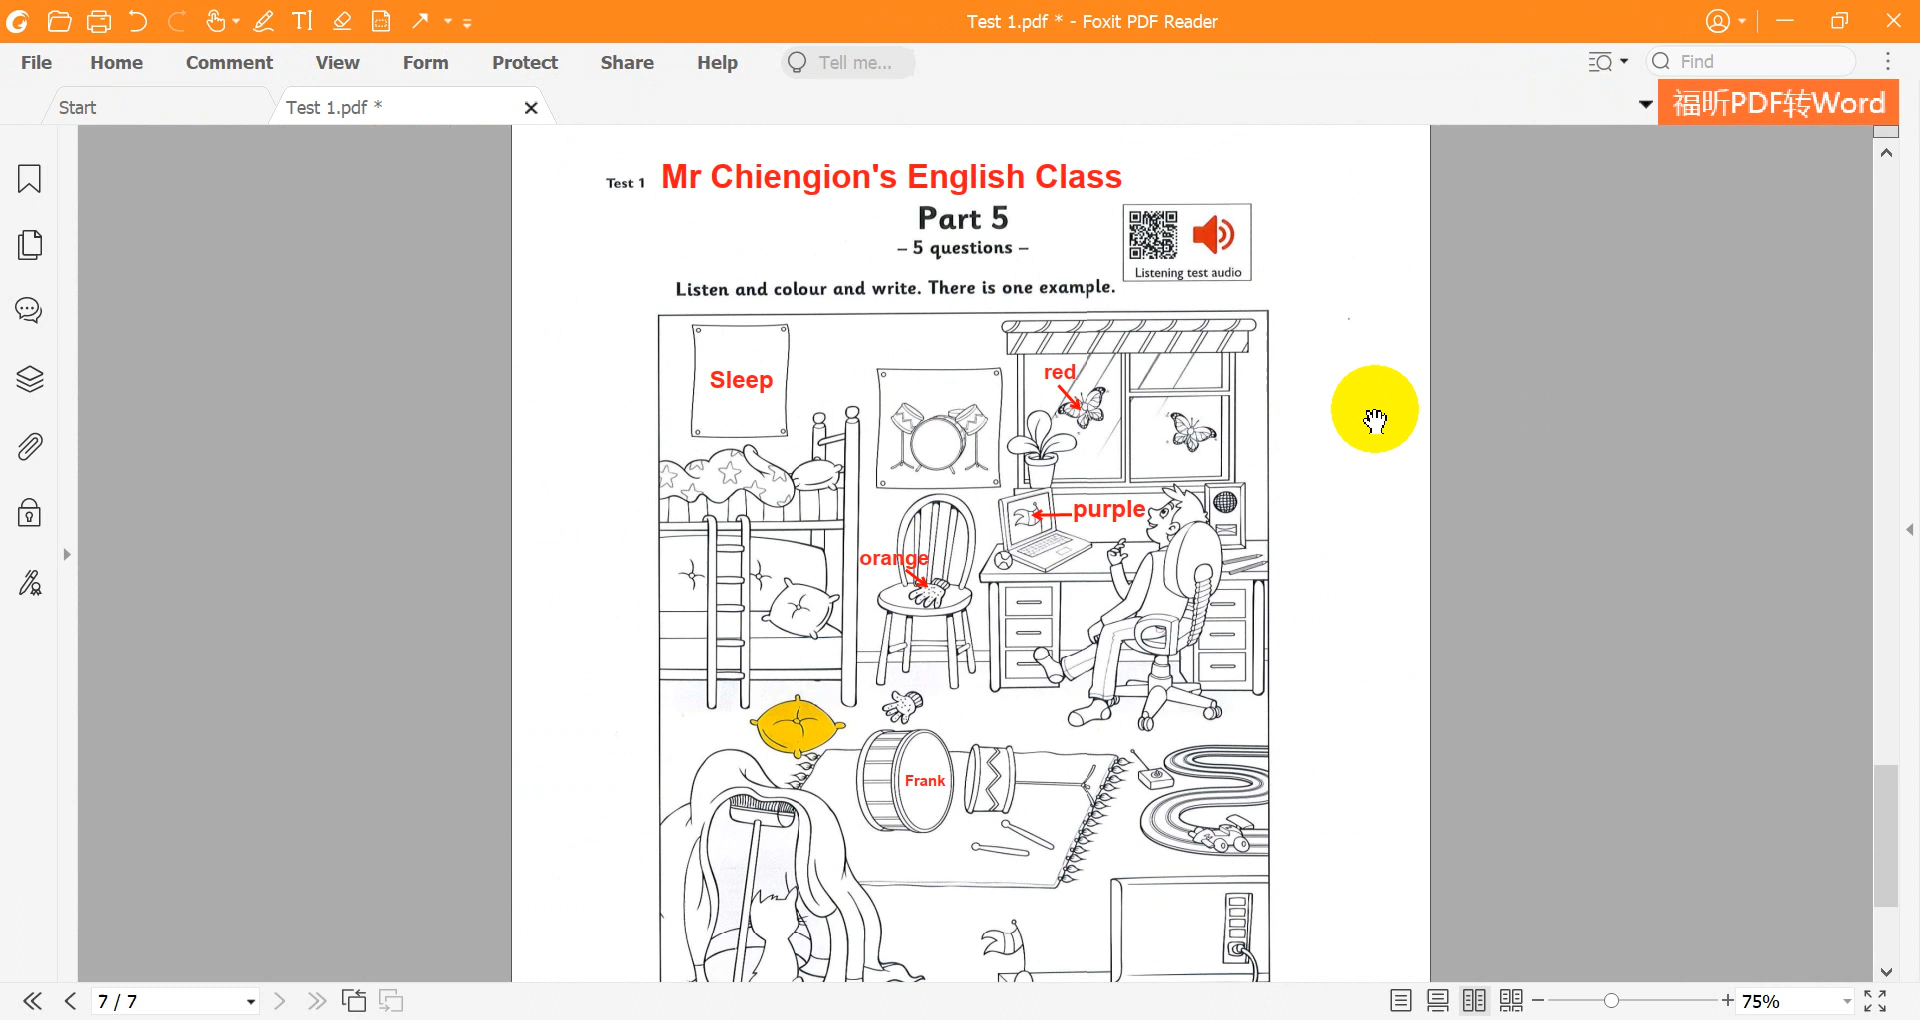 Test 1.pdf * - Foxit PDF Reader
File Home Comment View Form Protect Share Help Tell me... Find
Start Test 1.pdf * 福昕PDF转Word
Test 1 Mr Chiengion's English Class
Part 5
– 5 questions –
Listening test audio
Listen and colour and write. There is one example.
Sleep
red
purple
orange
Frank
7 / 7 75%